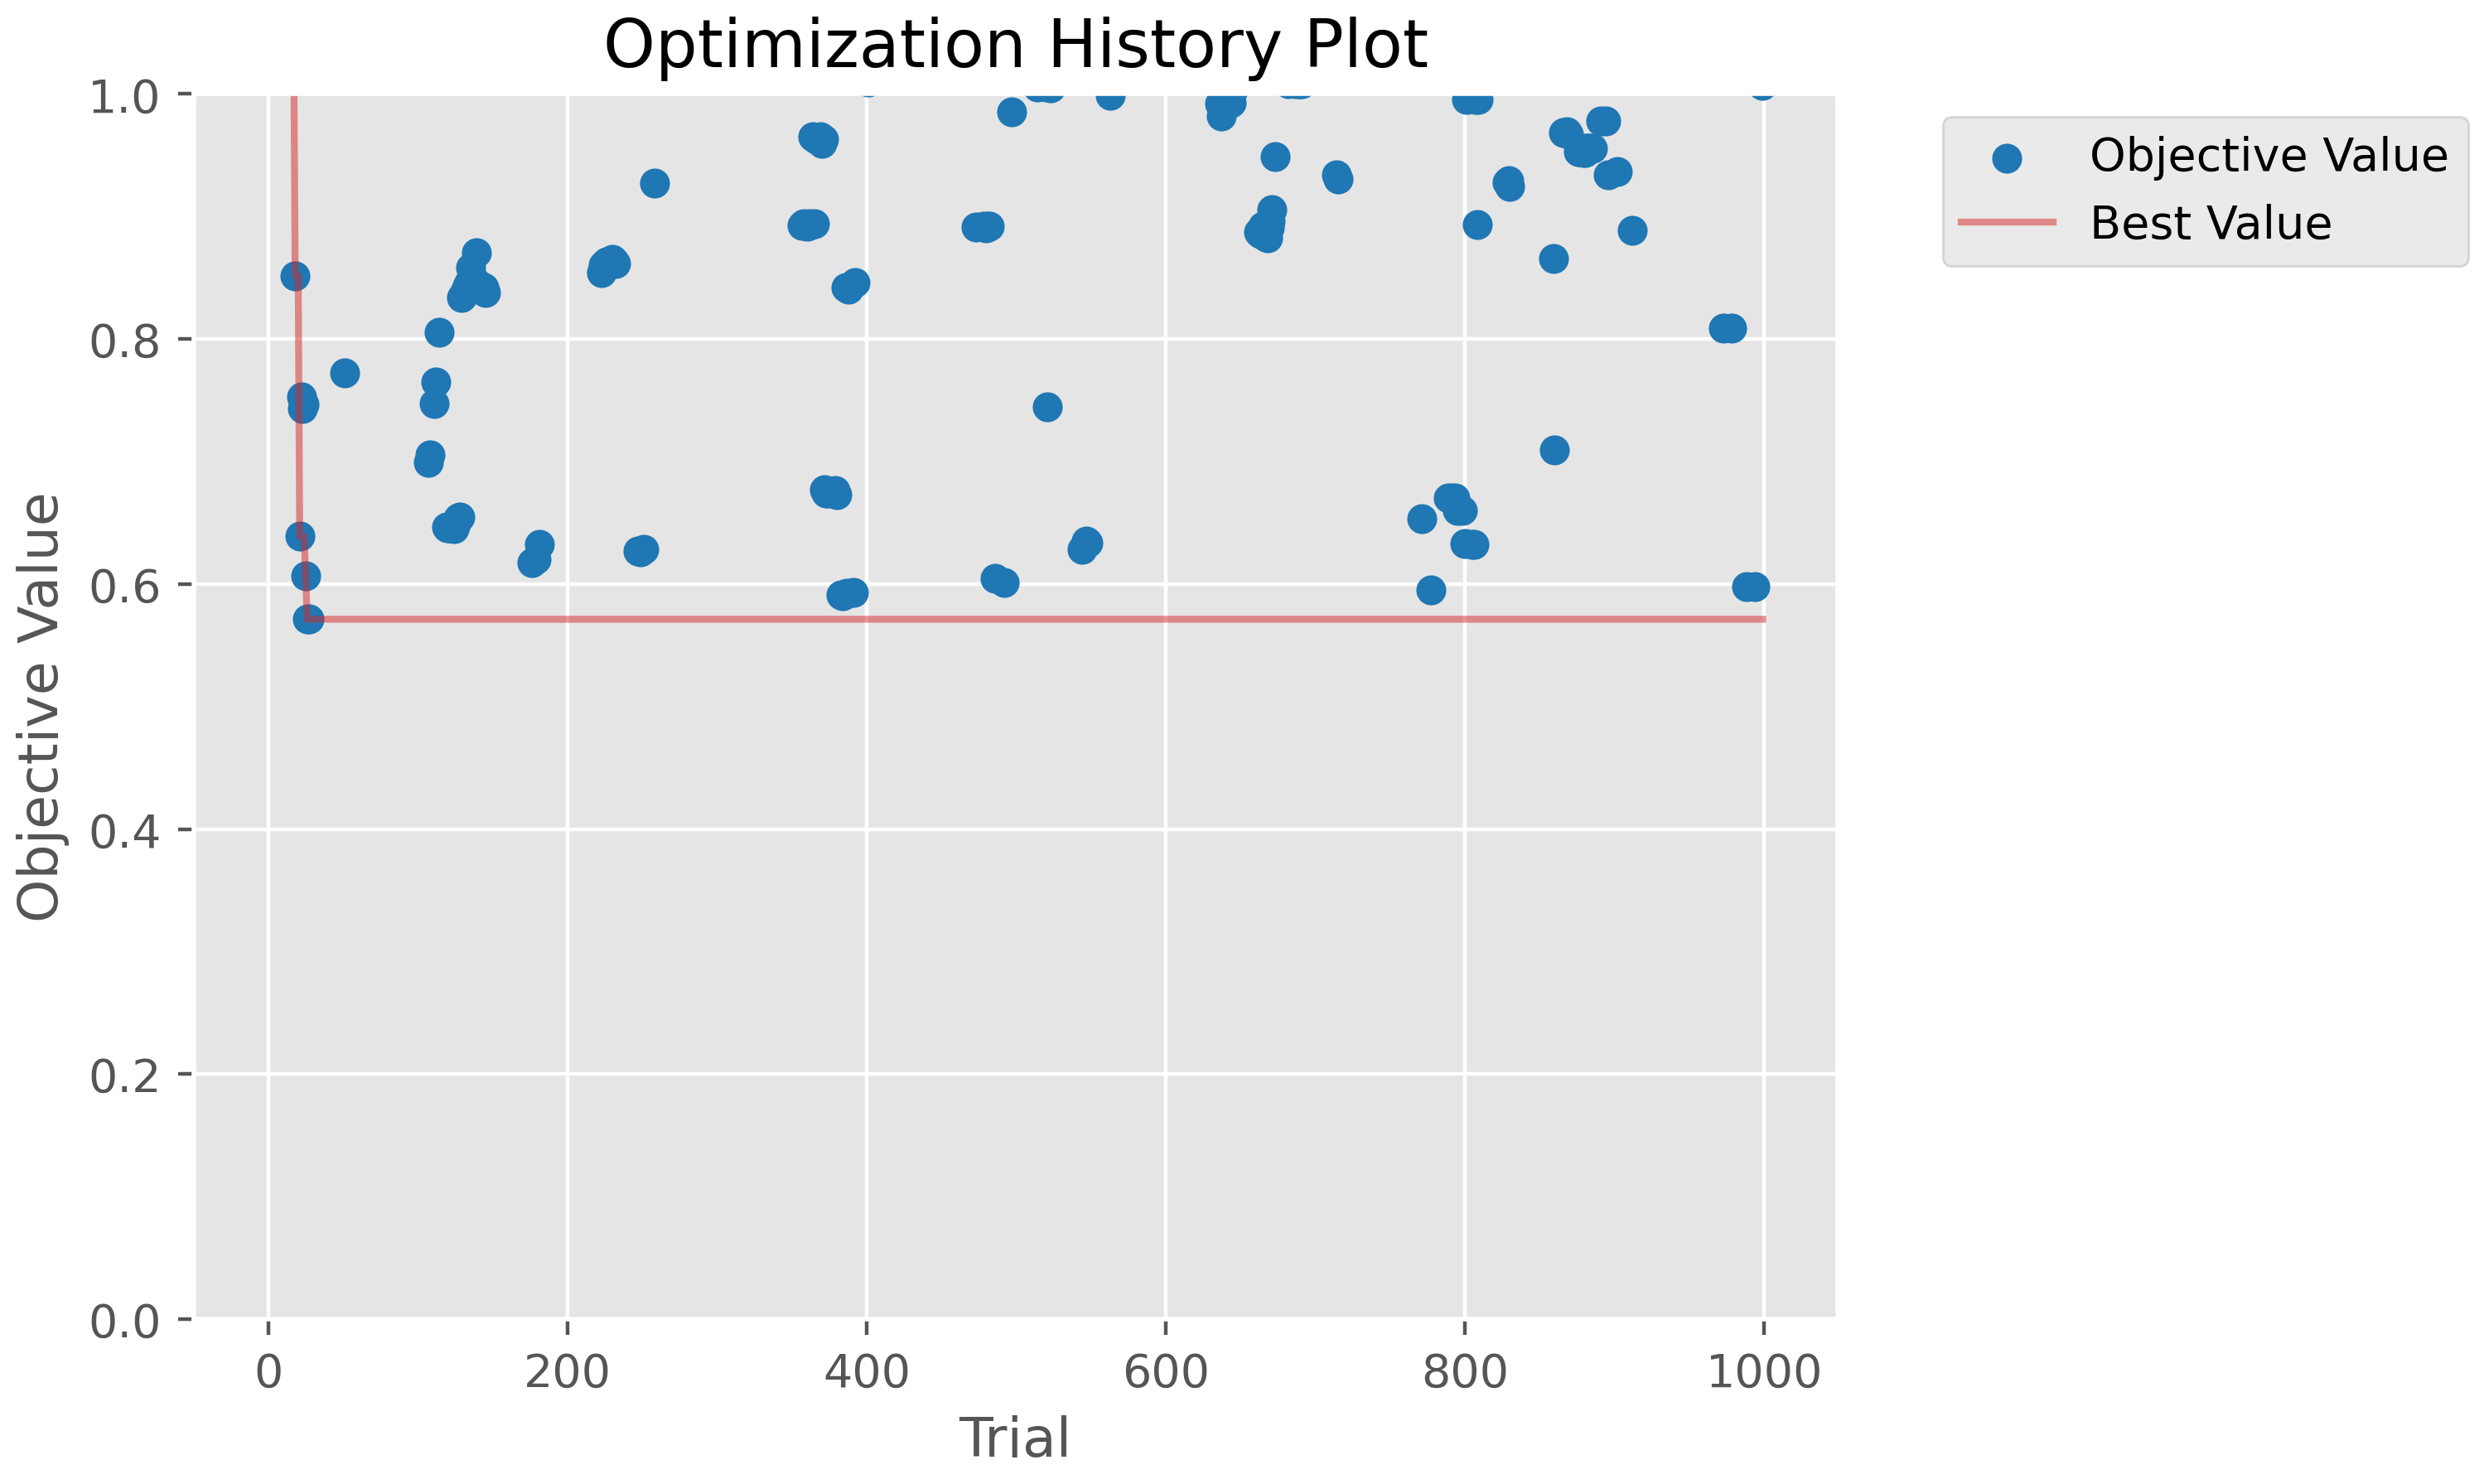 Optimization History Plot
Objective Value
Best Value
1.0
0.8
0.6
0.4
0.2
0.0
Objective Value
0 200 400 600 800 1000
Trial